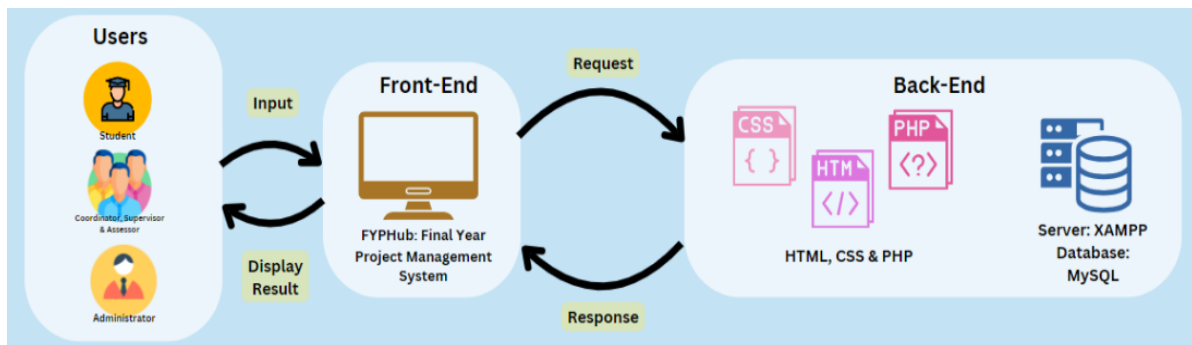 Users
Student
Coordinator, Supervisor
& Assessor
Administrator
Input
Display
Result
Front-End
FYPHub: Final Year
Project Management
System
Request
Response
Back-End
CSS
{ }
HTM
</>
PHP
<?>
HTML, CSS & PHP
Server: XAMPP
Database:
MySQL